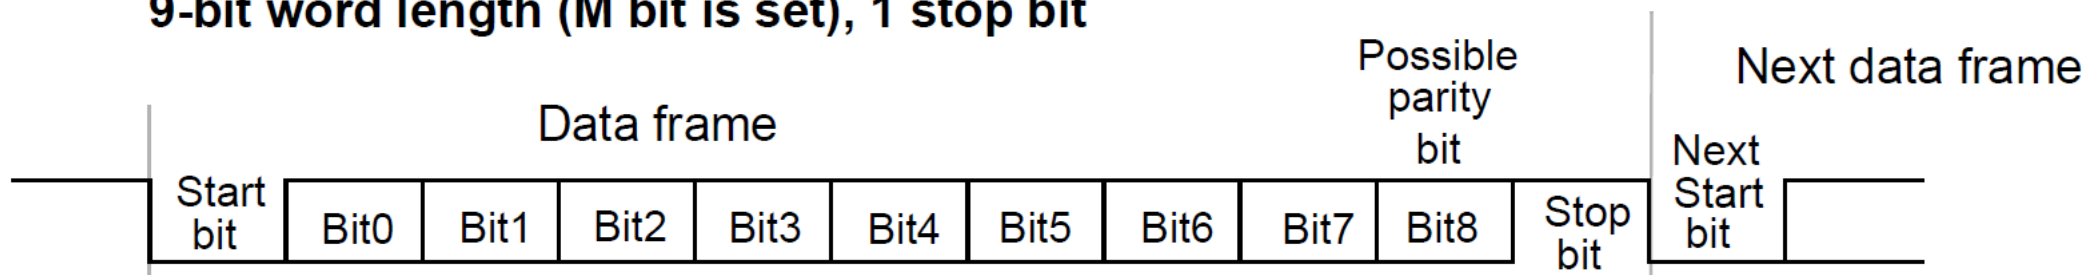 9-bit word length (M bit is set), 1 stop bit
Possible
parity
bit
Next data frame
Data frame
Start
bit
Bit0
Bit1
Bit2
Bit3
Bit4
Bit5
Bit6
Bit7
Bit8
Stop
bit
Next
Start
bit